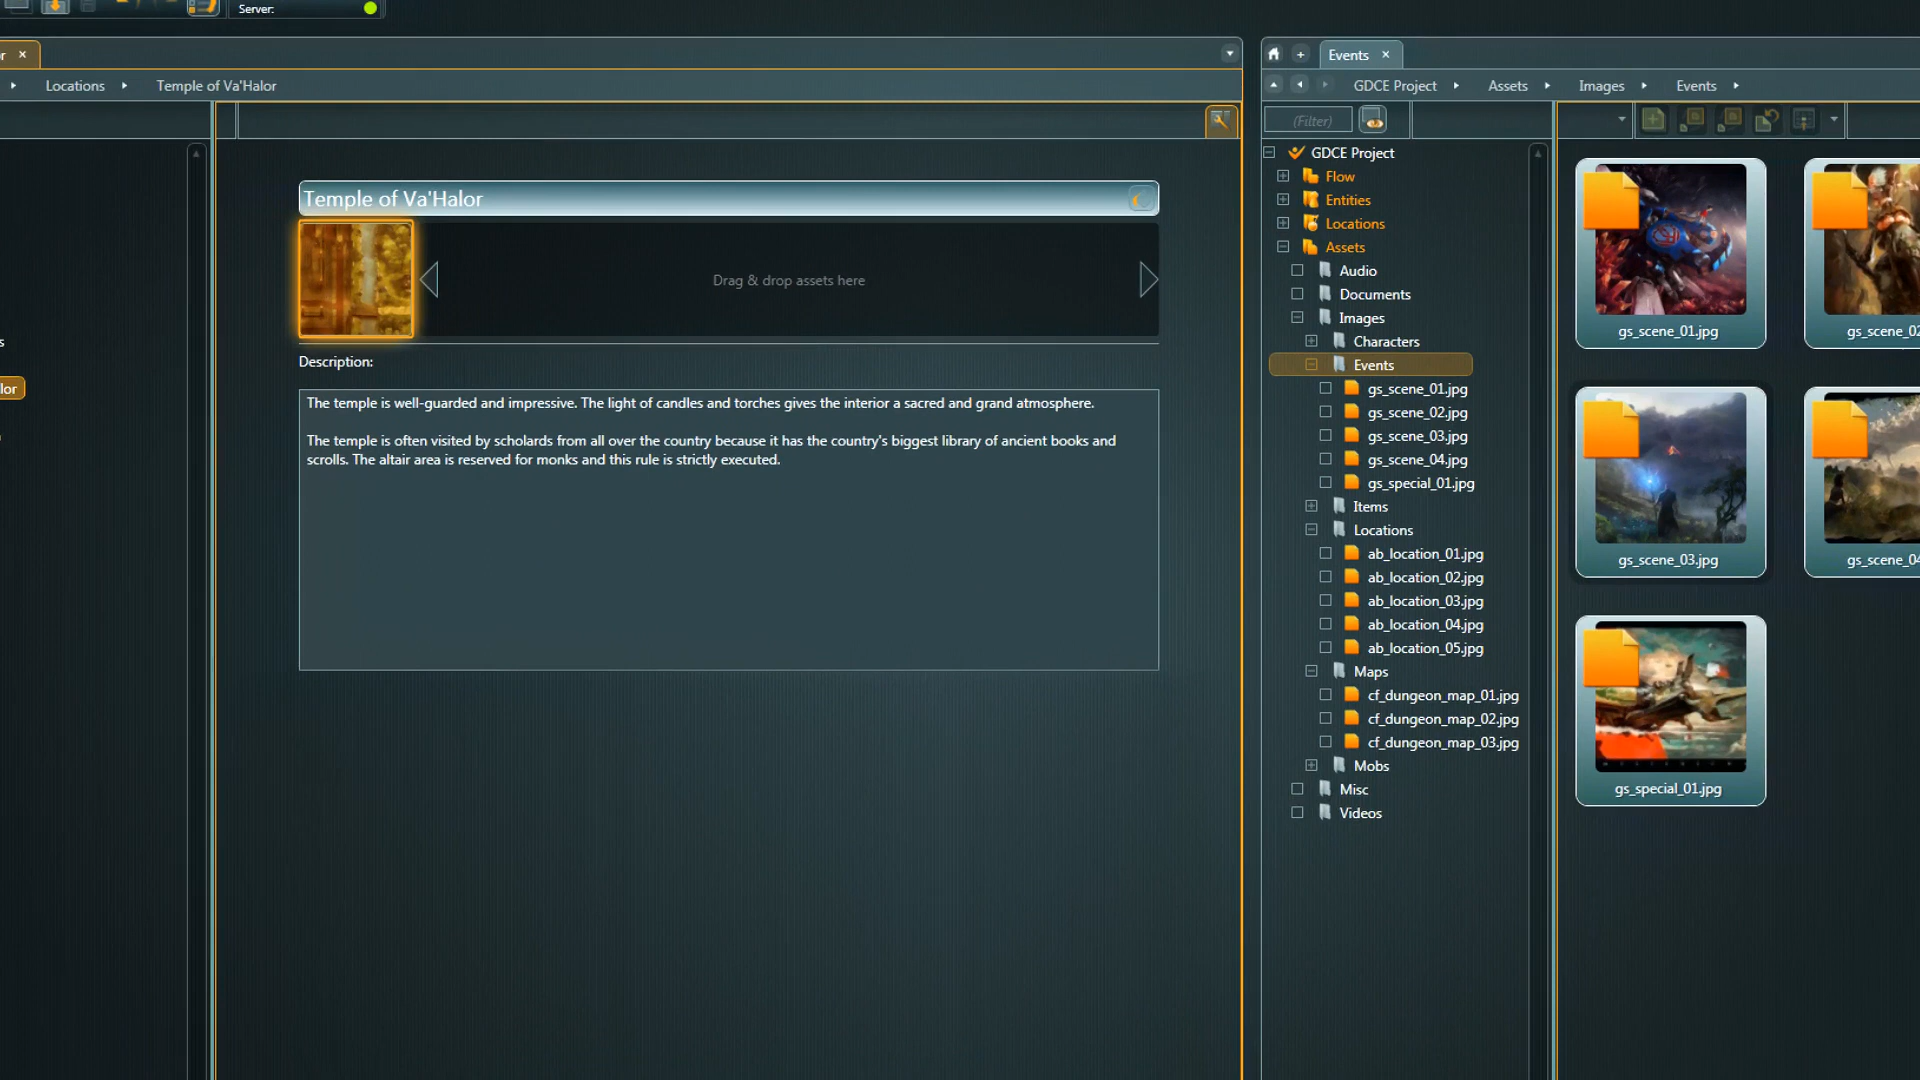 Server:
Events
Locations
Temple of Va'Halor
GDCE Project
Assets
Images
Events
(Filter)
Temple of Va'Halor
Drag & drop assets here
Description:
The temple is well-guarded and impressive. The light of candles and torches gives the interior a sacred and grand atmosphere.
The temple is often visited by scholards from all over the country because it has the country's biggest library of ancient books and
scrolls. The altair area is reserved for monks and this rule is strictly executed.
lor
GDCE Project
Flow
Entities
Locations
Assets
Audio
Documents
Images
Characters
Events
gs_scene_01.jpg
gs_scene_02.jpg
gs_scene_03.jpg
gs_scene_04.jpg
gs_special_01.jpg
Items
Locations
ab_location_01.jpg
ab_location_02.jpg
ab_location_03.jpg
ab_location_04.jpg
ab_location_05.jpg
Maps
cf_dungeon_map_01.jpg
cf_dungeon_map_02.jpg
cf_dungeon_map_03.jpg
Mobs
Misc
Videos
gs_scene_01.jpg
gs_scene_02
gs_scene_03.jpg
gs_scene_04
gs_special_01.jpg